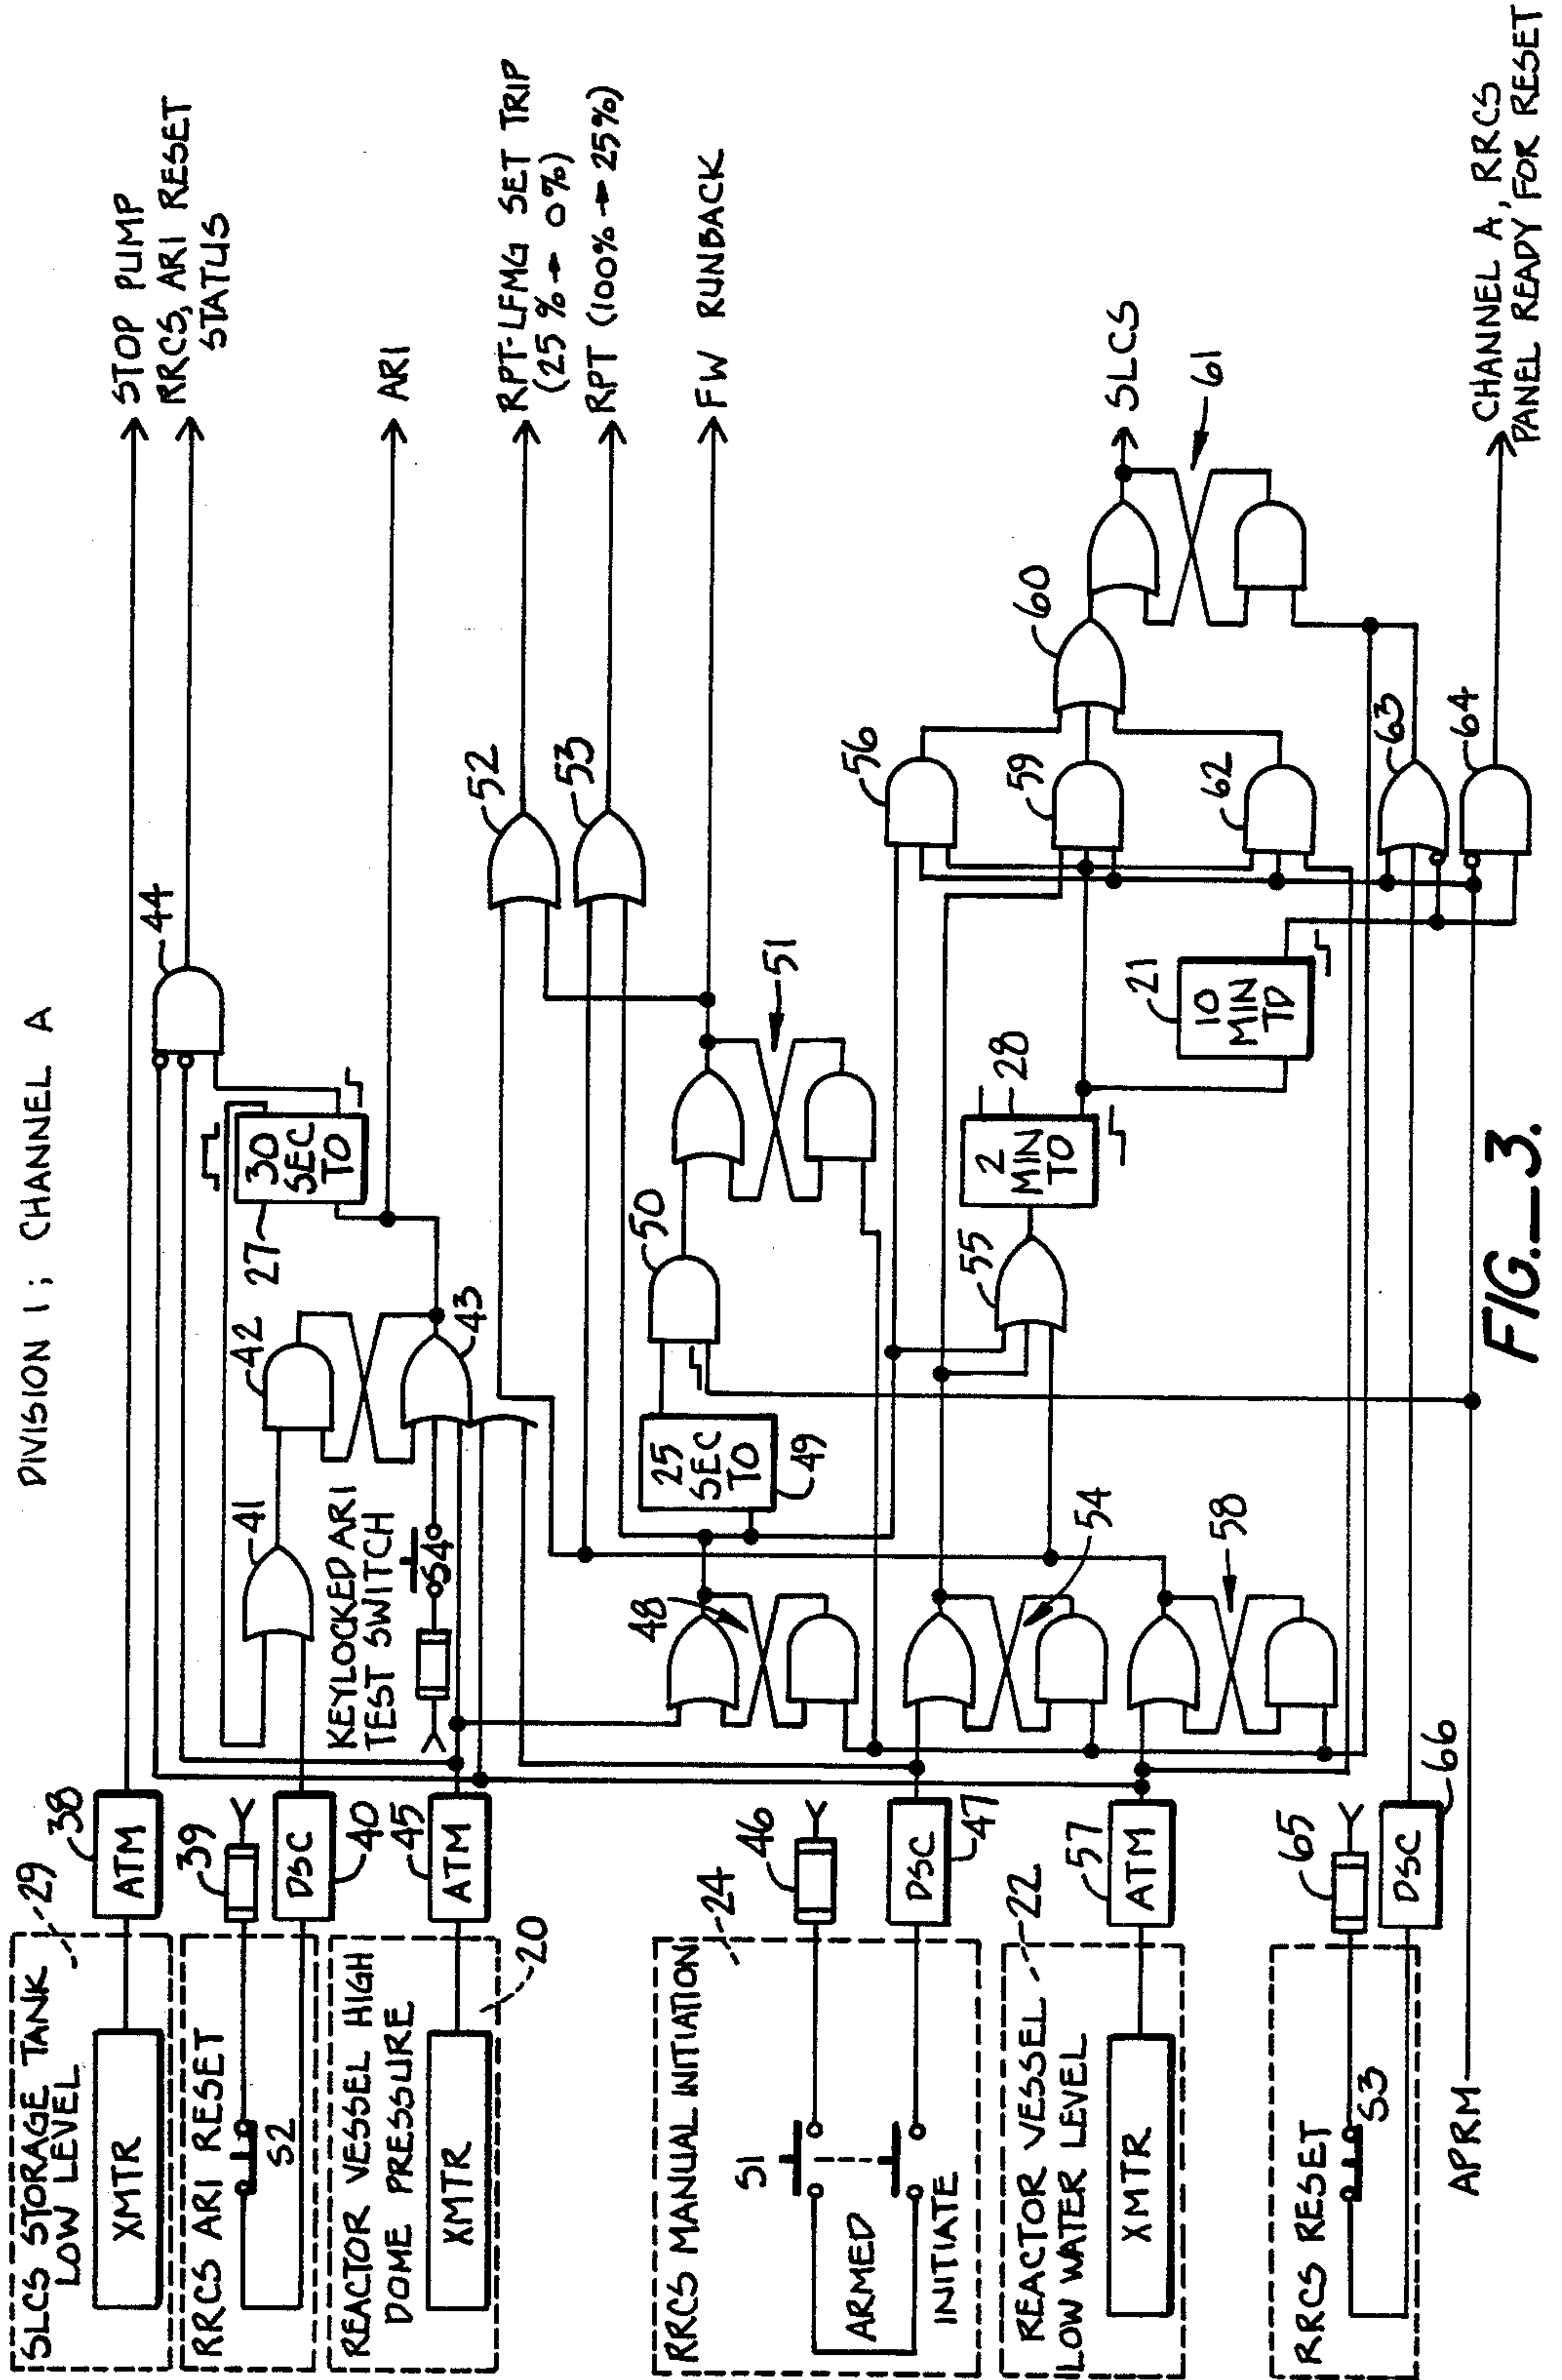 DIVISION 1; CHANNEL A
SLCS STORAGE TANK
LOW LEVEL
29
XMTR
38
ATM
STOP PUMP
RRCS ARI RESET
S2
39
DSC
40
41
42
27
30
SEC
TO
44
RRCS, ARI RESET
STATUS
REACTOR VESSEL HIGH
DOME PRESSURE
XMTR
20
45
ATM
KEYLOCKED ARI
TEST SWITCH
S4
43
ARI
52
RPT-LFMG SET TRIP
(25%→0%)
53
RPT (100%→25%)
RRCS MANUAL INITIATION
24
S1
ARMED
INITIATE
46
DSC
47
48
25
SEC
TO
49
50
51
FW RUNBACK
REACTOR VESSEL
LOW WATER LEVEL
22
XMTR
57
ATM
54
58
55
2
MIN
TO
28
10
MIN
TD
21
56
59
62
60
61
SLCS
RRCS RESET
S3
65
DSC
66
APRM
63
64
CHANNEL A, RRCS
PANEL READY FOR RESET
FIG._3.